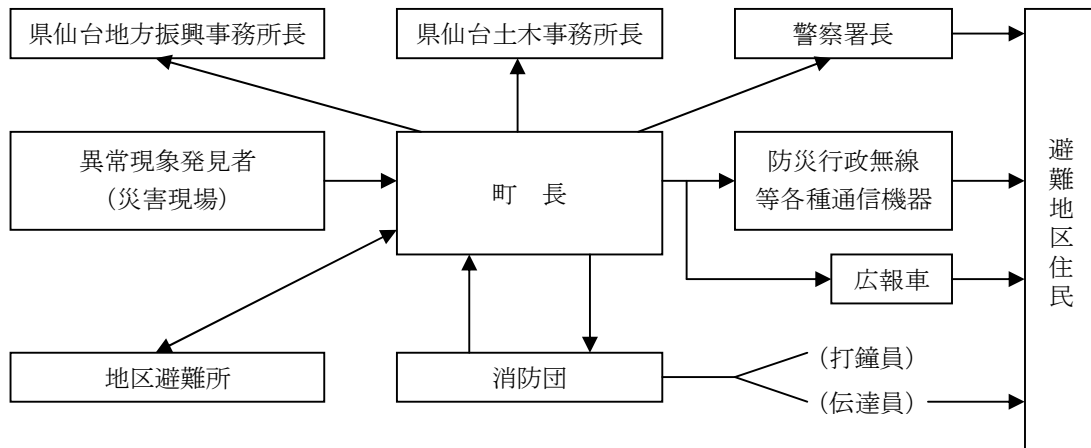 県仙台地方振興事務所長
県仙台土木事務所長
警察署長
異常現象発見者
(災害現場)
町 長
防災行政無線
等各種通信機器
避難地区住民
広報車
地区避難所
消防団
(打鐘員)
(伝達員)